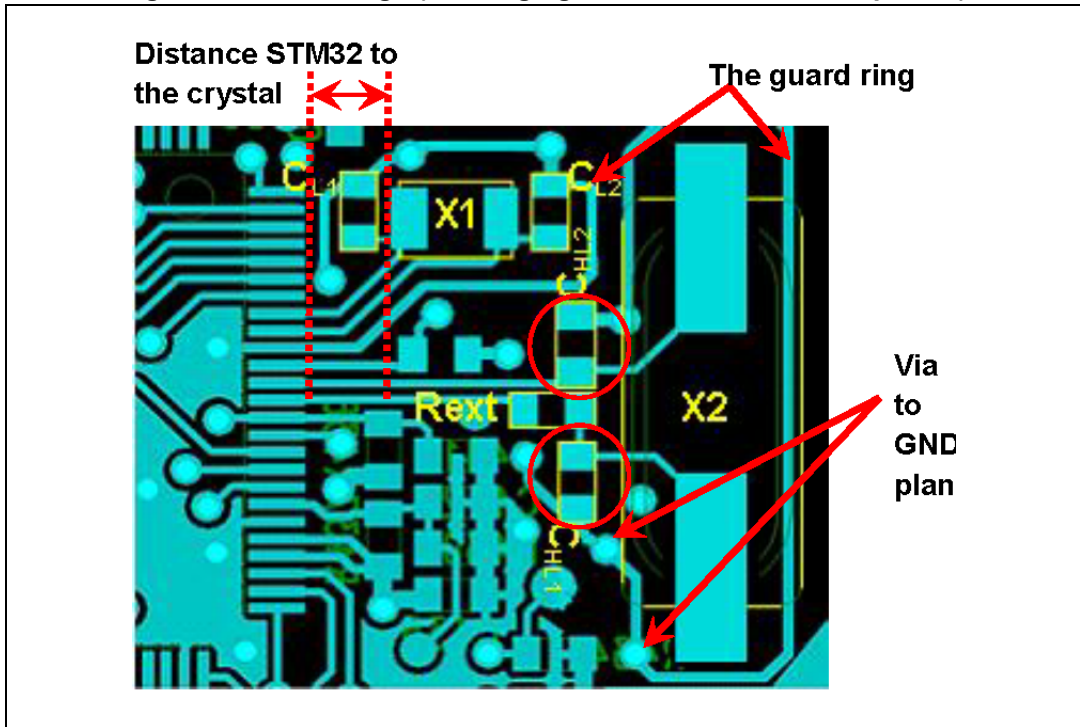 Distance STM32 to
the crystal
The guard ring
CL1
X1
CL2
CHL2
Rext
X2
CHL1
Via
to
GND
plan